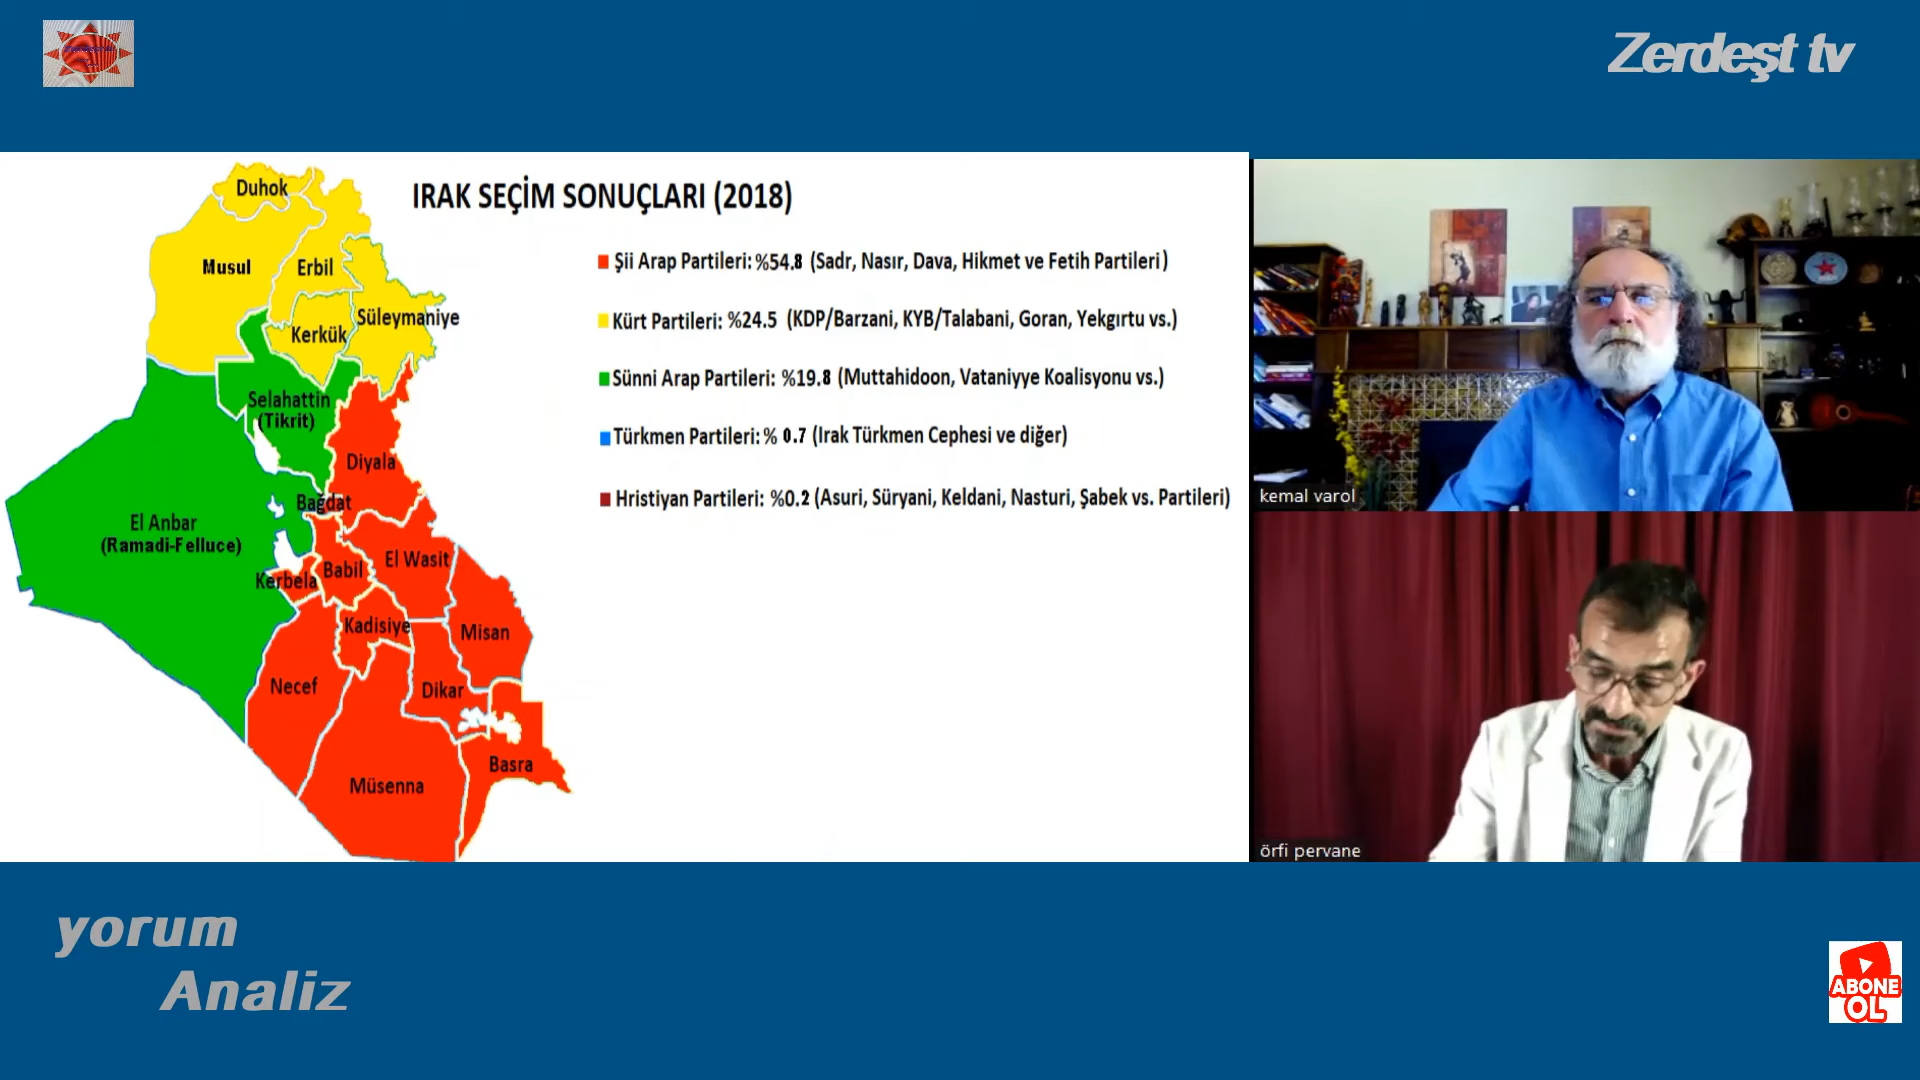 Zerdeşt tv
IRAK SEÇİM SONUÇLARI (2018)
Şii Arap Partileri: %54.8 (Sadr, Nasır, Dava, Hikmet ve Fetih Partileri)
Kürt Partileri: %24.5 (KDP/Barzani, KYB/Talabani, Goran, Yekgırtu vs.)
Sünni Arap Partileri: %19.8 (Muttahidoon, Vataniyye Koalisyonu vs.)
Türkmen Partileri: % 0.7 (Irak Türkmen Cephesi ve diğer)
Hristiyan Partileri: %0.2 (Asuri, Süryani, Keldani, Nasturi, Şabek vs. Partileri)
Duhok
Musul
Erbil
Süleymaniye
Kerkük
Selahattin
(Tikrit)
Diyala
Bağdat
El Anbar
(Ramadi-Felluce)
El Wasit
Babil
Kerbela
Kadisiye
Misan
Necef
Dikar
Basra
Müsenna
kemal varol
örfi pervane
yorum
Analiz
ABONE
OL